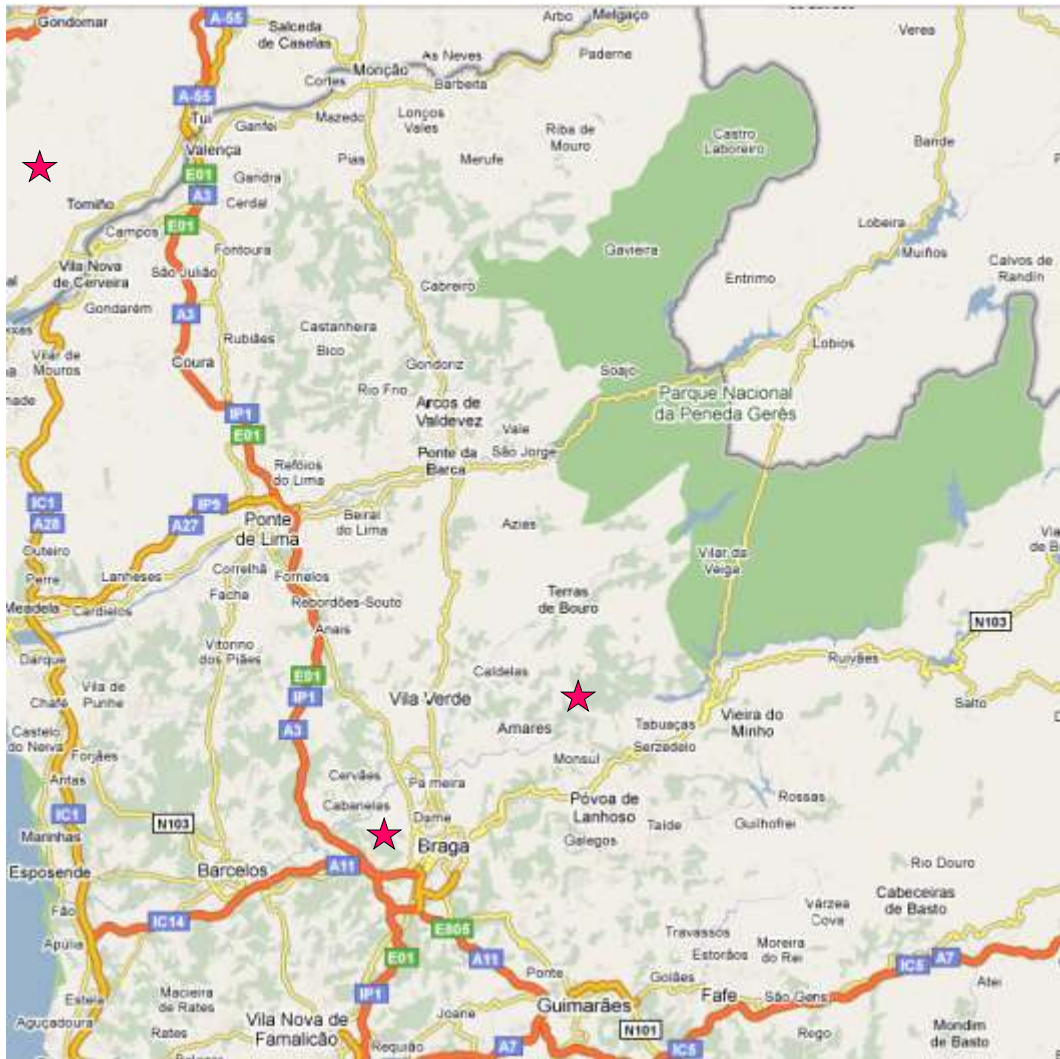 Gondomar
A-55
Salceda
de Caselas
Arbo
Melgaço
Veres
As Neves
Paderne
Monção
Cortes
Barbeita
A-55
Tui
Ganfei
Mazedo
Lonços
Vales
Riba de
Mouro
Castro
Laboreiro
Bande
Valença
Pias
Merufe
E01
Gandra
A3
Cerdal
Tomiño
E01
Campos
Fontoura
Gavieira
Lobeira
Muiños
Vila Nova
de Cerveira
São Julião
Cabreiro
Entrimo
Calvos de
Randín
Gondarém
A3
Castanheira
Bico
Rubiães
Vilar de
Mouros
Coura
Gondoriz
Lobios
Soajo
Rio Frio
Parque Nacional
da Peneda Gerês
IP1
E01
Arcos de
Valdevez
Vale
São Jorge
Ponte da
Barca
Refóios
do Lima
IC1
A28
IP9
A27
Ponte
de Lima
Beiral
do Lima
Azias
Outeiro
Perre
Lanheses
Correlhã
Fornelos
Vilar da
Veiga
Meadela
Cardielos
Facha
Rebordões-Souto
Terras
de Bouro
Anais
N103
Darque
Vitorino
dos Piães
Ruivães
E01
IP1
Caldelas
Chafé
Vila de
Punhe
Vila Verde
Salto
A3
Amares
Tabuaças
Serzedelo
Vieira do
Minho
Castelo
do Neiva
Forjães
Antas
Cervães
Monsul
Cabanelas
Dame
Póvoa de
Lanhoso
Rossas
IC1
N103
Marinhas
Taíde
Guilhofrei
Galegos
Braga
Esposende
Barcelos
A11
Rio Douro
Cabeceiras
de Basto
Fão
IC14
Várzea
Cova
Apúlia
E805
Travassos
Estorãos
Moreira
do Rei
E01
A11
IC5
A7
Ponte
Goiães
Atei
Estela
Macieira
de Rates
IP1
Guimarães
Fafe
São Gens
Aguçadoura
Rates
Vila Nova de
Famalicão
Joane
N101
Rego
Mondim
de Basto
Requião
A7
IC5